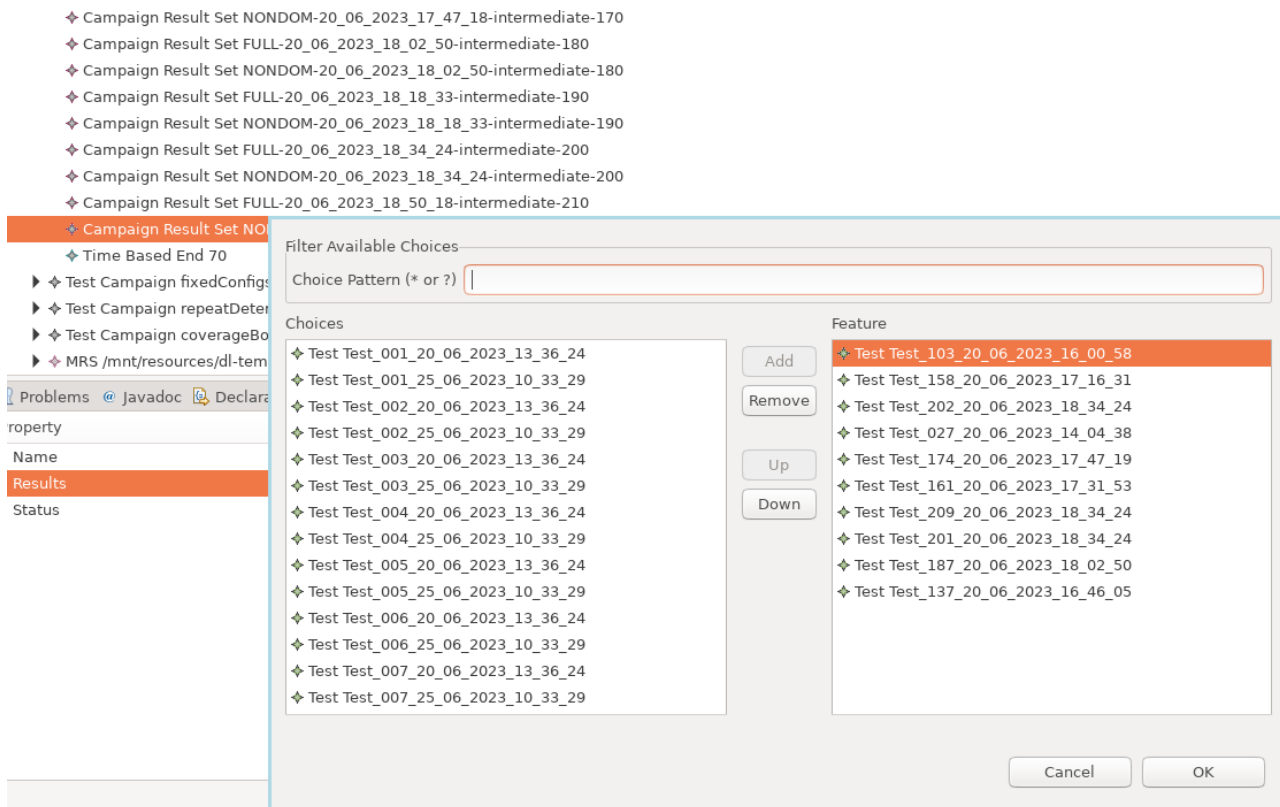 Campaign Result Set NONDOM-20_06_2023_17_47_18-intermediate-170
Campaign Result Set FULL-20_06_2023_18_02_50-intermediate-180
Campaign Result Set NONDOM-20_06_2023_18_02_50-intermediate-180
Campaign Result Set FULL-20_06_2023_18_18_33-intermediate-190
Campaign Result Set NONDOM-20_06_2023_18_18_33-intermediate-190
Campaign Result Set FULL-20_06_2023_18_34_24-intermediate-200
Campaign Result Set NONDOM-20_06_2023_18_34_24-intermediate-200
Campaign Result Set FULL-20_06_2023_18_50_18-intermediate-210
Campaign Result Set NO
Time Based End 70
Test Campaign fixedConfigs
Test Campaign repeatDeter
Test Campaign coverageBo
MRS /mnt/resources/dl-tem
Problems @ Javadoc Declara
roperty
Name
Results
Status
Filter Available Choices
Choice Pattern (* or ?)
Choices
Test Test_001_20_06_2023_13_36_24
Test Test_001_25_06_2023_10_33_29
Test Test_002_20_06_2023_13_36_24
Test Test_002_25_06_2023_10_33_29
Test Test_003_20_06_2023_13_36_24
Test Test_003_25_06_2023_10_33_29
Test Test_004_20_06_2023_13_36_24
Test Test_004_25_06_2023_10_33_29
Test Test_005_20_06_2023_13_36_24
Test Test_005_25_06_2023_10_33_29
Test Test_006_20_06_2023_13_36_24
Test Test_006_25_06_2023_10_33_29
Test Test_007_20_06_2023_13_36_24
Test Test_007_25_06_2023_10_33_29
Add
Remove
Up
Down
Feature
Test Test_103_20_06_2023_16_00_58
Test Test_158_20_06_2023_17_16_31
Test Test_202_20_06_2023_18_34_24
Test Test_027_20_06_2023_14_04_38
Test Test_174_20_06_2023_17_47_19
Test Test_161_20_06_2023_17_31_53
Test Test_209_20_06_2023_18_34_24
Test Test_201_20_06_2023_18_34_24
Test Test_187_20_06_2023_18_02_50
Test Test_137_20_06_2023_16_46_05
Cancel
OK